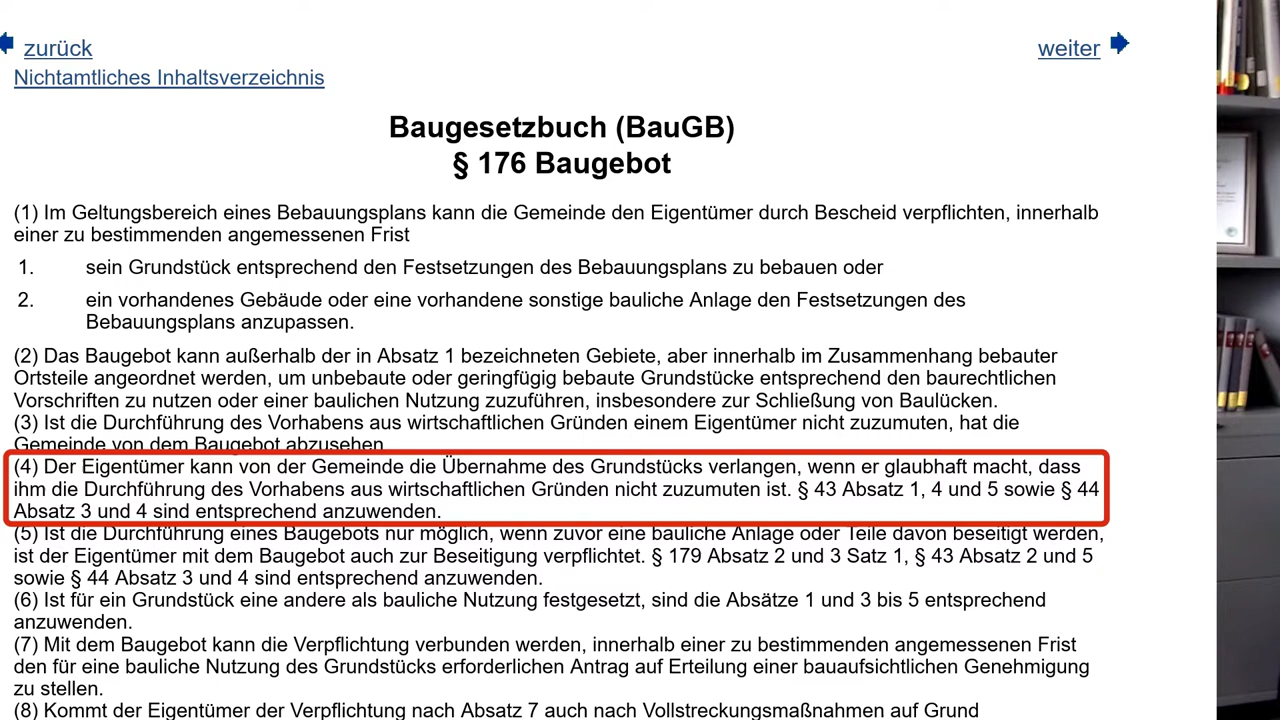 zurück
weiter
Nichtamtliches Inhaltsverzeichnis
Baugesetzbuch (BauGB)
§ 176 Baugebot
(1) Im Geltungsbereich eines Bebauungsplans kann die Gemeinde den Eigentümer durch Bescheid verpflichten, innerhalb
einer zu bestimmenden angemessenen Frist
1. sein Grundstück entsprechend den Festsetzungen des Bebauungsplans zu bebauen oder
2. ein vorhandenes Gebäude oder eine vorhandene sonstige bauliche Anlage den Festsetzungen des
Bebauungsplans anzupassen.
(2) Das Baugebot kann außerhalb der in Absatz 1 bezeichneten Gebiete, aber innerhalb im Zusammenhang bebauter
Ortsteile angeordnet werden, um unbebaute oder geringfügig bebaute Grundstücke entsprechend den baurechtlichen
Vorschriften zu nutzen oder einer baulichen Nutzung zuzuführen, insbesondere zur Schließung von Baulücken.
(3) Ist die Durchführung des Vorhabens aus wirtschaftlichen Gründen einem Eigentümer nicht zuzumuten, hat die
Gemeinde von dem Baugebot abzusehen.
(4) Der Eigentümer kann von der Gemeinde die Übernahme des Grundstücks verlangen, wenn er glaubhaft macht, dass
ihm die Durchführung des Vorhabens aus wirtschaftlichen Gründen nicht zuzumuten ist. § 43 Absatz 1, 4 und 5 sowie § 44
Absatz 3 und 4 sind entsprechend anzuwenden.
(5) Ist die Durchführung eines Baugebots nur möglich, wenn zuvor eine bauliche Anlage oder Teile davon beseitigt werden,
ist der Eigentümer mit dem Baugebot auch zur Beseitigung verpflichtet. § 179 Absatz 2 und 3 Satz 1, § 43 Absatz 2 und 5
sowie § 44 Absatz 3 und 4 sind entsprechend anzuwenden.
(6) Ist für ein Grundstück eine andere als bauliche Nutzung festgesetzt, sind die Absätze 1 und 3 bis 5 entsprechend
anzuwenden.
(7) Mit dem Baugebot kann die Verpflichtung verbunden werden, innerhalb einer zu bestimmenden angemessenen Frist
den für eine bauliche Nutzung des Grundstücks erforderlichen Antrag auf Erteilung einer bauaufsichtlichen Genehmigung
zu stellen.
(8) Kommt der Eigentümer der Verpflichtung nach Absatz 7 auch nach Vollstreckungsmaßnahmen auf Grund